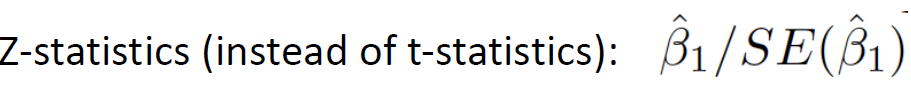 Z-statistics (instead of t-statistics): β̂₁/SE(β̂₁)